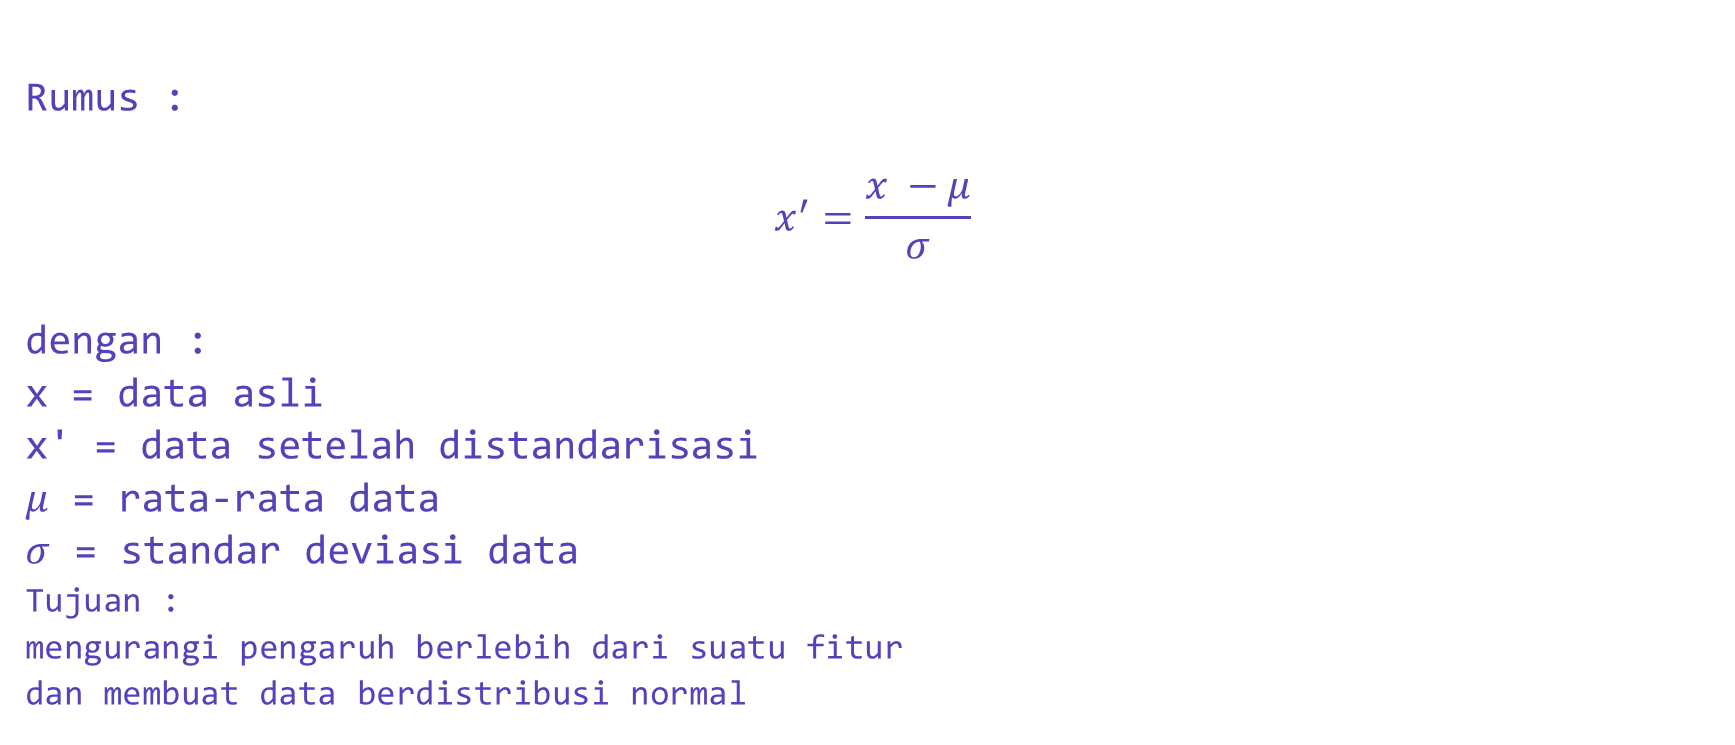 Rumus :
x′ = (x − μ) / σ
dengan :
x = data asli
x' = data setelah distandarisasi
μ = rata-rata data
σ = standar deviasi data
Tujuan :
mengurangi pengaruh berlebih dari suatu fitur
dan membuat data berdistribusi normal